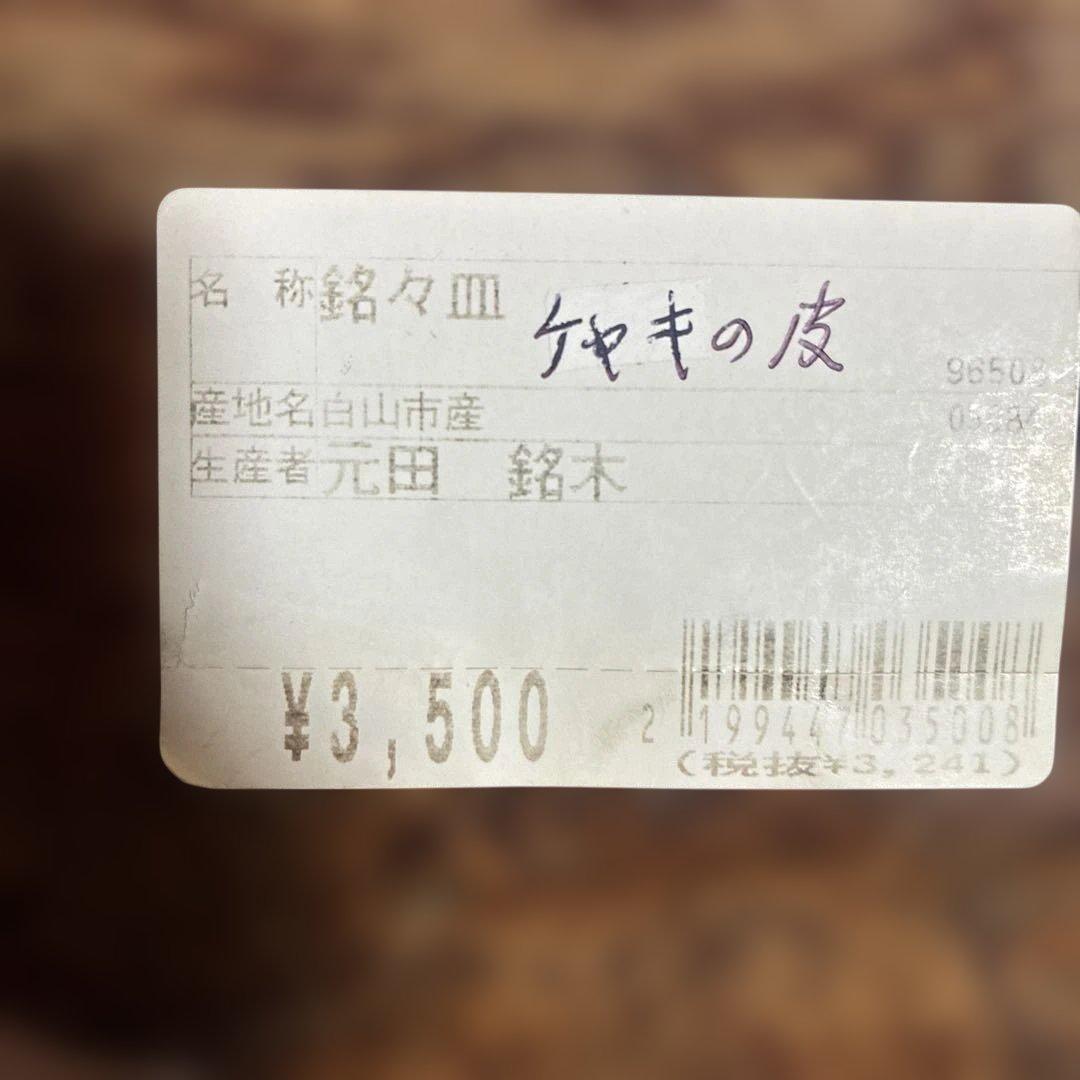 名 称 銘々皿 ケヤキの皮
産地名 白山市産
生産者 元田 銘木
¥3,500
2 199447 035008
(税抜¥3,241)